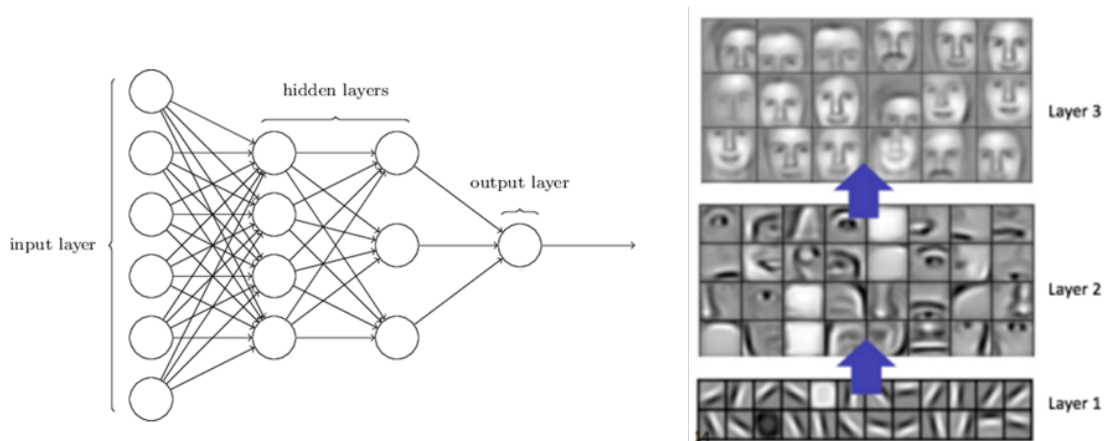 hidden layers
output layer
input layer
Layer 3
Layer 2
Layer 1